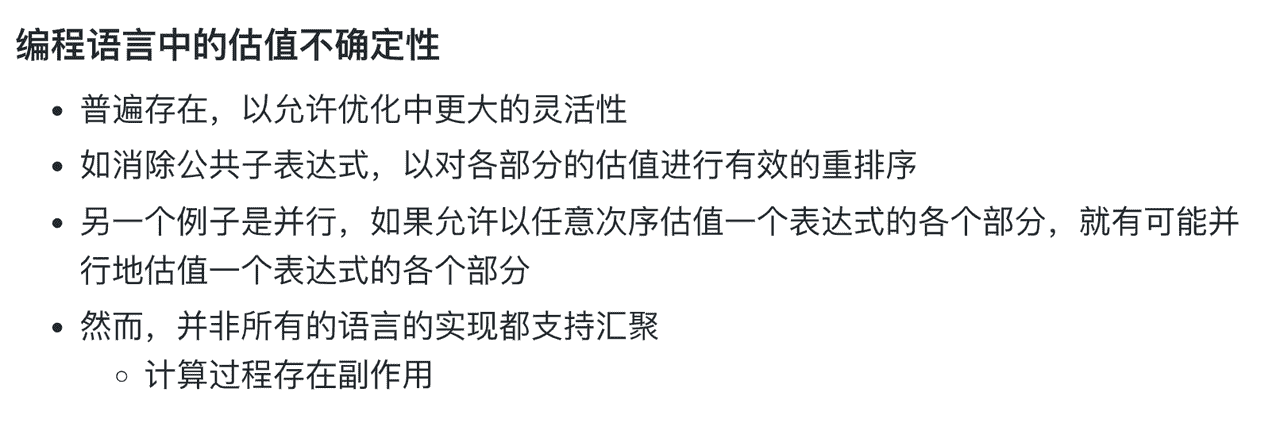 编程语言中的估值不确定性
普遍存在，以允许优化中更大的灵活性
如消除公共子表达式，以对各部分的估值进行有效的重排序
另一个例子是并行，如果允许以任意次序估值一个表达式的各个部分，就有可能并
行地估值一个表达式的各个部分
然而，并非所有的语言的实现都支持汇聚
计算过程存在副作用